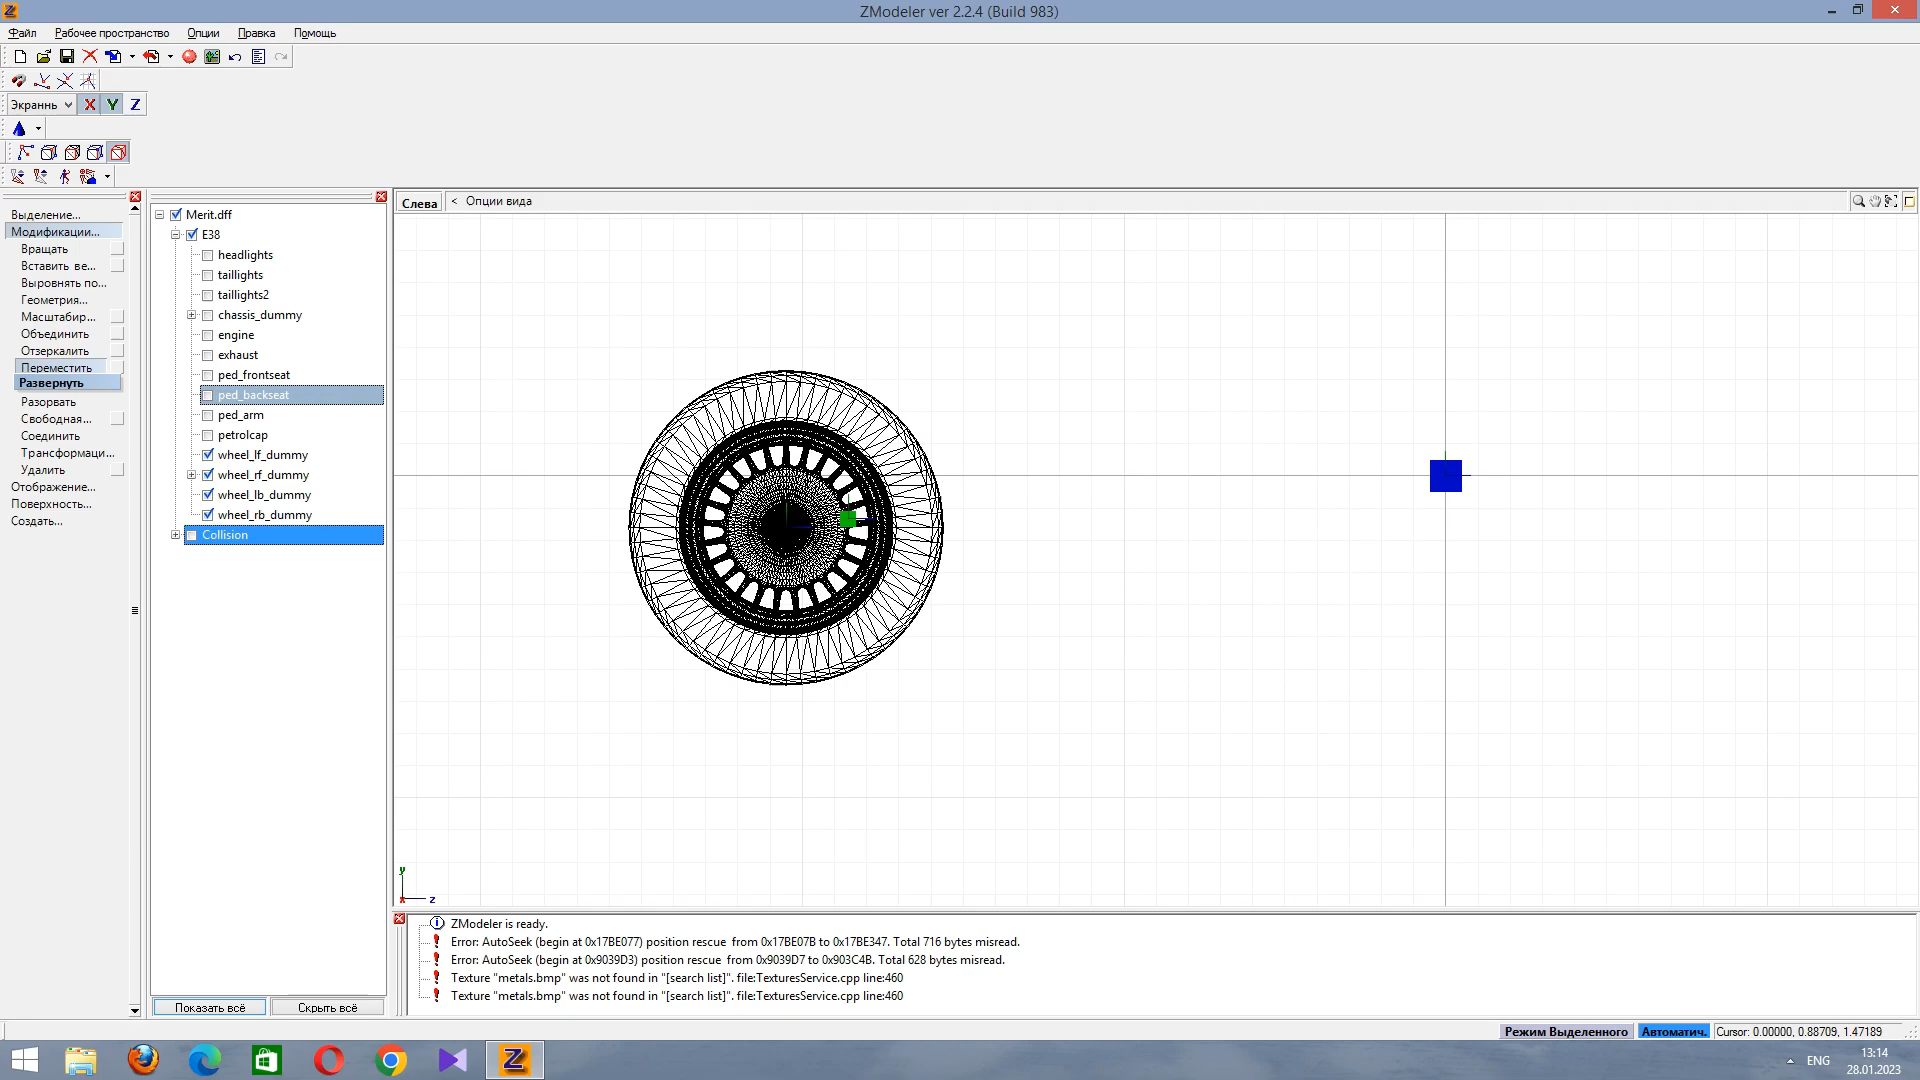 ZModeler ver 2.2.4 (Build 983)
Файл Рабочее пространство Опции Правка Помощь
Экраннь X Y Z
Выделение...
Модификации...
Вращать
Вставить ве...
Выровнять по...
Геометрия...
Масштабир...
Объединить
Отзеркалить
Переместить
Развернуть
Разорвать
Свободная...
Соединить
Трансформаци...
Удалить
Отображение...
Поверхность...
Создать...
Merit.dff
E38
headlights
taillights
taillights2
chassis_dummy
engine
exhaust
ped_frontseat
ped_backseat
ped_arm
petrolcap
wheel_lf_dummy
wheel_rf_dummy
wheel_lb_dummy
wheel_rb_dummy
Collision
Показать всё Скрыть всё
Слева < Опции вида
y
x z
ZModeler is ready.
Error: AutoSeek (begin at 0x17BE077) position rescue from 0x17BE07B to 0x17BE347. Total 716 bytes misread.
Error: AutoSeek (begin at 0x9039D3) position rescue from 0x9039D7 to 0x903C4B. Total 628 bytes misread.
Texture "metals.bmp" was not found in "[search list]". file:TexturesService.cpp line:460
Texture "metals.bmp" was not found in "[search list]". file:TexturesService.cpp line:460
Режим Выделенного Автоматич. Cursor: 0.00000, 0.88709, 1.47189
ENG 13:14
28.01.2023